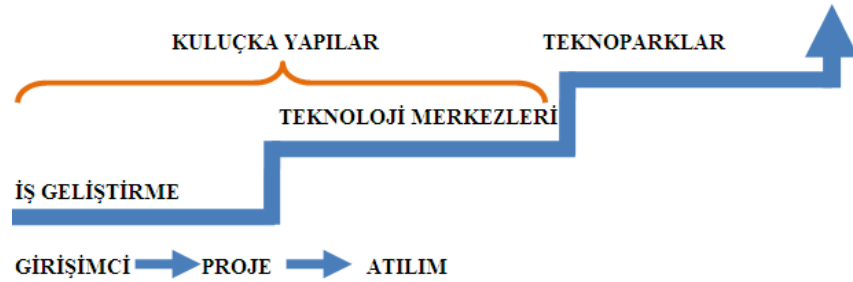 KULUÇKA YAPILAR
TEKNOPARKLAR
TEKNOLOJİ MERKEZLERİ
İŞ GELİŞTİRME
GİRİŞİMCİ PROJE ATILIM